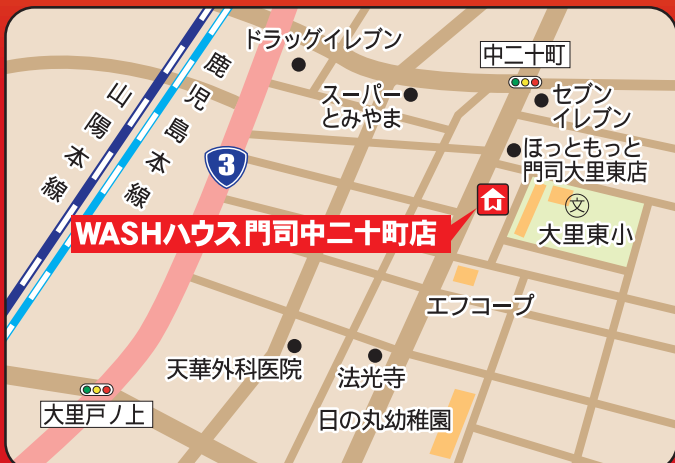 ドラッグイレブン
中二十町
鹿児島本線
山陽本線
スーパー
とみやま
セブン
イレブン
ほっともっと
門司大里東店
3
文
WASHハウス門司中二十町店
大里東小
エフコープ
天華外科医院
法光寺
大里戸ノ上
日の丸幼稚園